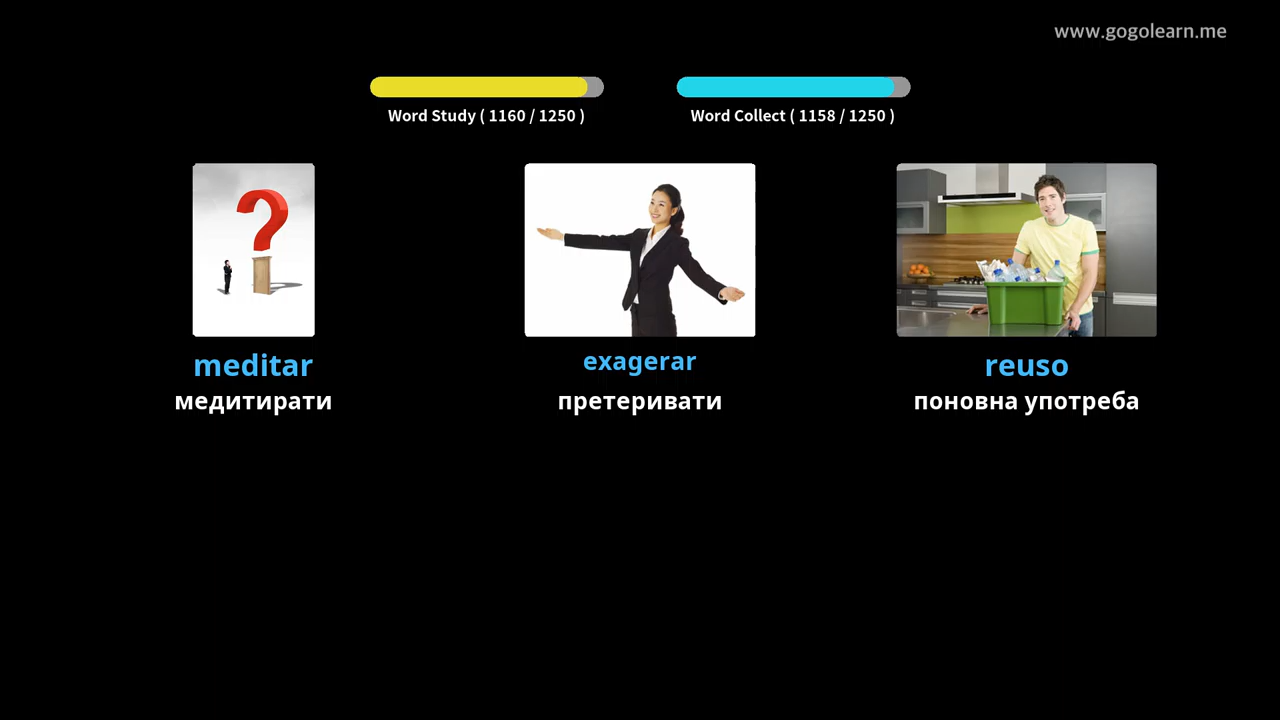 www.gogolearn.me
Word Study ( 1160 / 1250 )
Word Collect ( 1158 / 1250 )
meditar
exagerar
reuso
медитирати
претеривати
поновна употреба